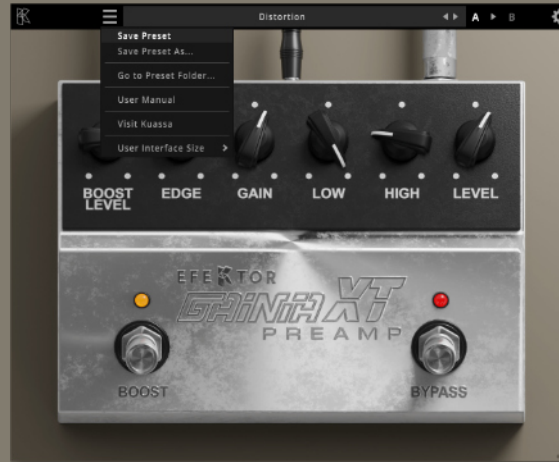 Distortion
A
B
Save Preset
Save Preset As...
Go to Preset Folder...
User Manual
Visit Kuassa
User Interface Size
BOOST LEVEL EDGE GAIN LOW HIGH LEVEL
EFEKTOR
GAINIA XT
PREAMP
BOOST BYPASS